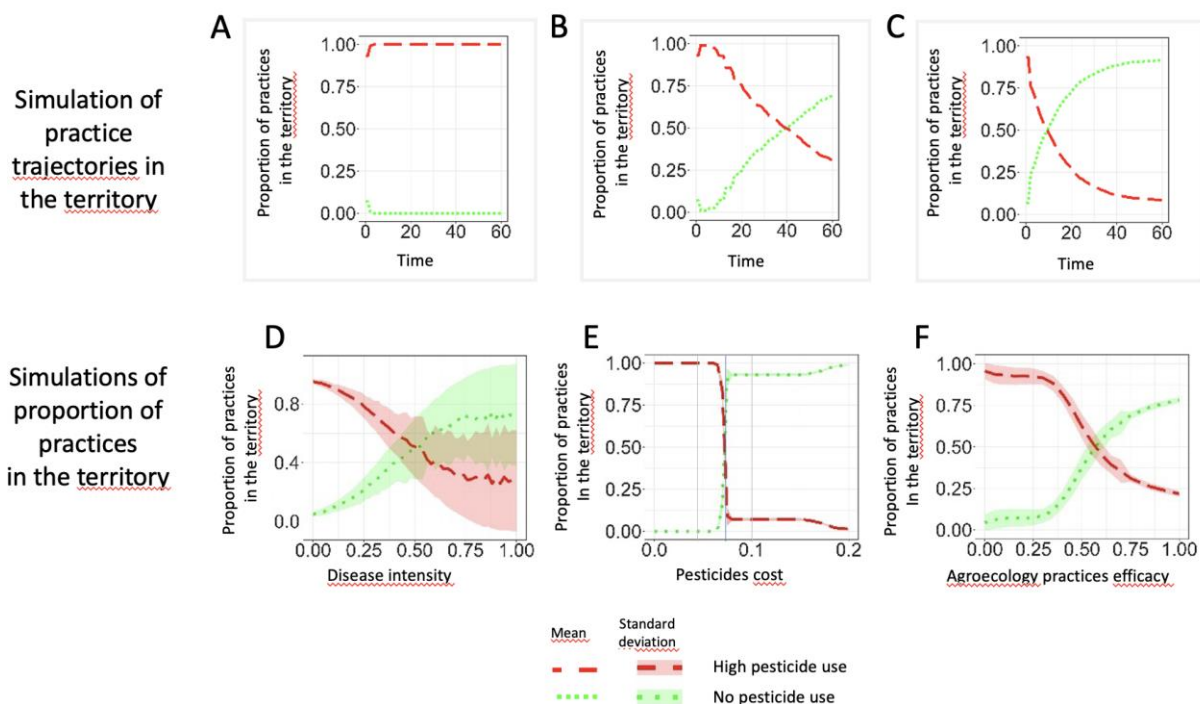 A
B
C
Simulation of
practice
trajectories in
the territory
Proportion of practices
in the territory
1.00
0.75
0.50
0.25
0.00
0 20 40 60
Time
Proportion of practices
in the territory
1.00
0.75
0.50
0.25
0.00
0 20 40 60
Time
Proportion of practices
in the territory
1.00
0.75
0.50
0.25
0.00
0 20 40 60
Time
D
E
F
Simulations of
proportion of
practices
in the territory
Proportion of practices
in the territory
0.8
0.4
0.0
0.00 0.25 0.50 0.75 1.00
Disease intensity
Proportion of practices
In the territory
1.00
0.75
0.50
0.25
0.00
0.0 0.1 0.2
Pesticides cost
Proportion of practices
In the territory
1.00
0.75
0.50
0.25
0.00
0.00 0.25 0.50 0.75 1.00
Agroecology practices efficacy
Mean
Standard
deviation
High pesticide use
No pesticide use